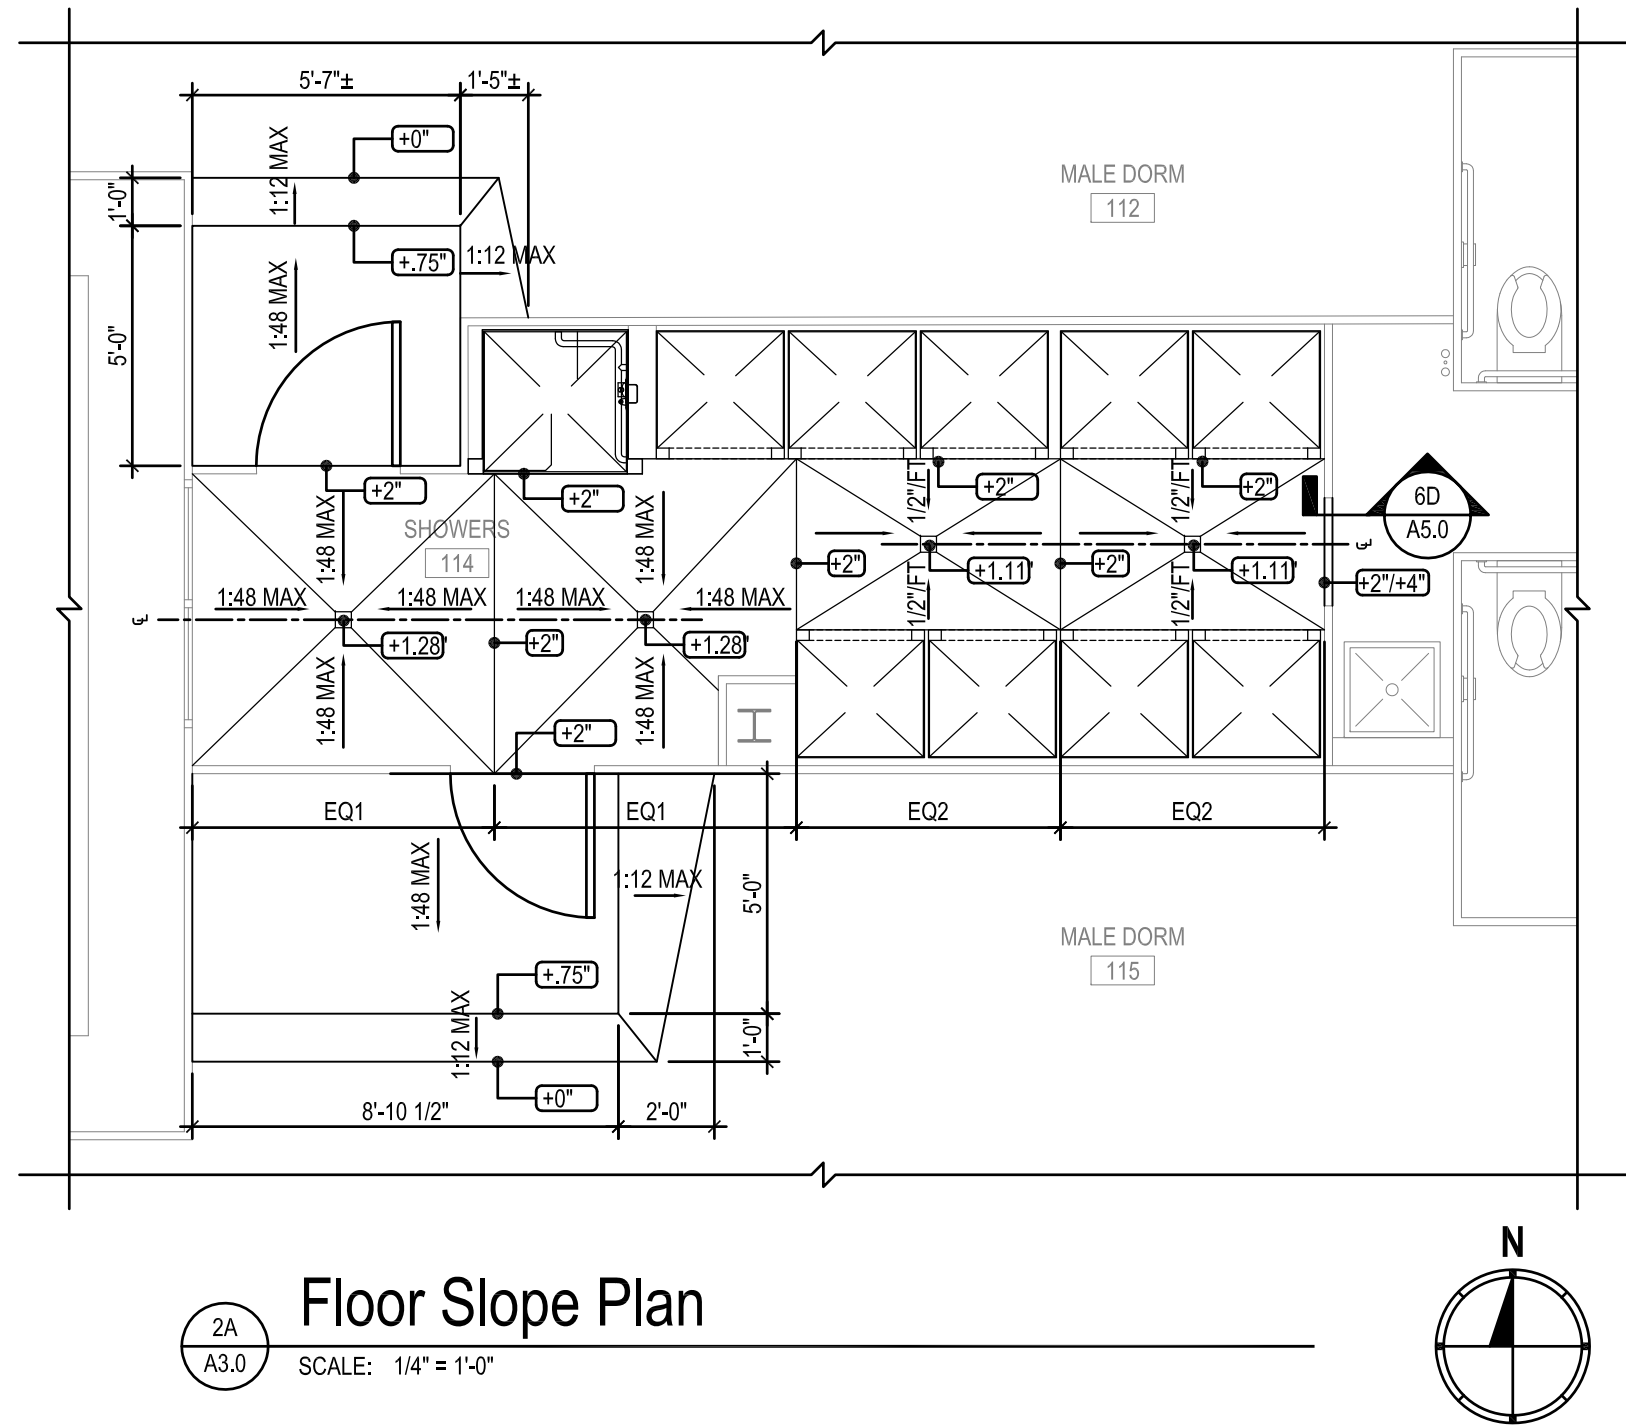 5'-7"±
1'-5"±
+0"
1:12 MAX
1'-0"
+.75"
1:12 MAX
1:48 MAX
5'-0"
MALE DORM
112
+2"
+2"
1:48 MAX
SHOWERS
114
1:48 MAX
1/2"/FT
+2"
1/2"/FT
+2"
6D
A5.0
+2"
+1.11'
+2"
+1.11'
+2"/+4"
1/2"/FT
1/2"/FT
1:48 MAX
1:48 MAX
1:48 MAX
1:48 MAX
+1.28'
+2"
+1.28'
1:48 MAX
1:48 MAX
+2"
EQ1
EQ1
EQ2
EQ2
1:48 MAX
1:12 MAX
5'-0"
MALE DORM
115
+.75"
1:12 MAX
1'-0"
+0"
8'-10 1/2"
2'-0"
N
2A
A3.0
Floor Slope Plan
SCALE: 1/4" = 1'-0"